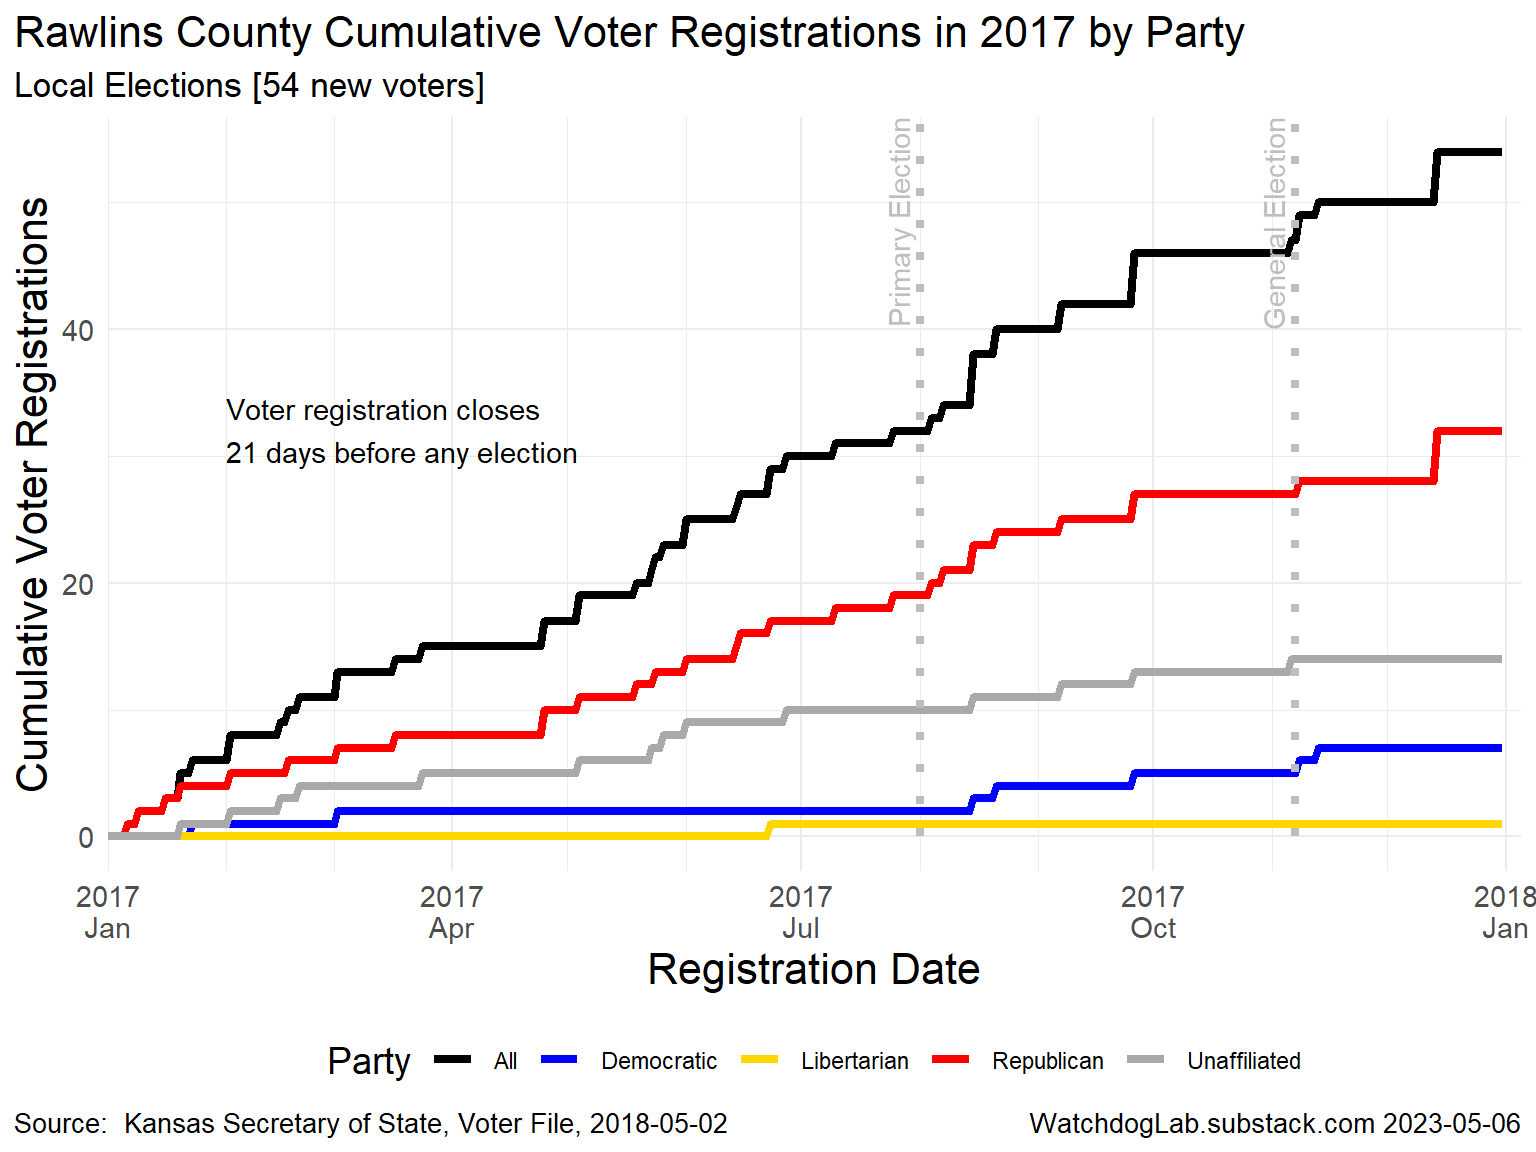 Rawlins County Cumulative Voter Registrations in 2017 by Party
Local Elections [54 new voters]
Cumulative Voter Registrations
40
20
0
Primary Election
General Election
Voter registration closes
21 days before any election
2017 2017 2017 2017 2018
Jan Apr Jul Oct Jan
Registration Date
Party All Democratic Libertarian Republican Unaffiliated
Source:  Kansas Secretary of State, Voter File, 2018-05-02
WatchdogLab.substack.com 2023-05-06